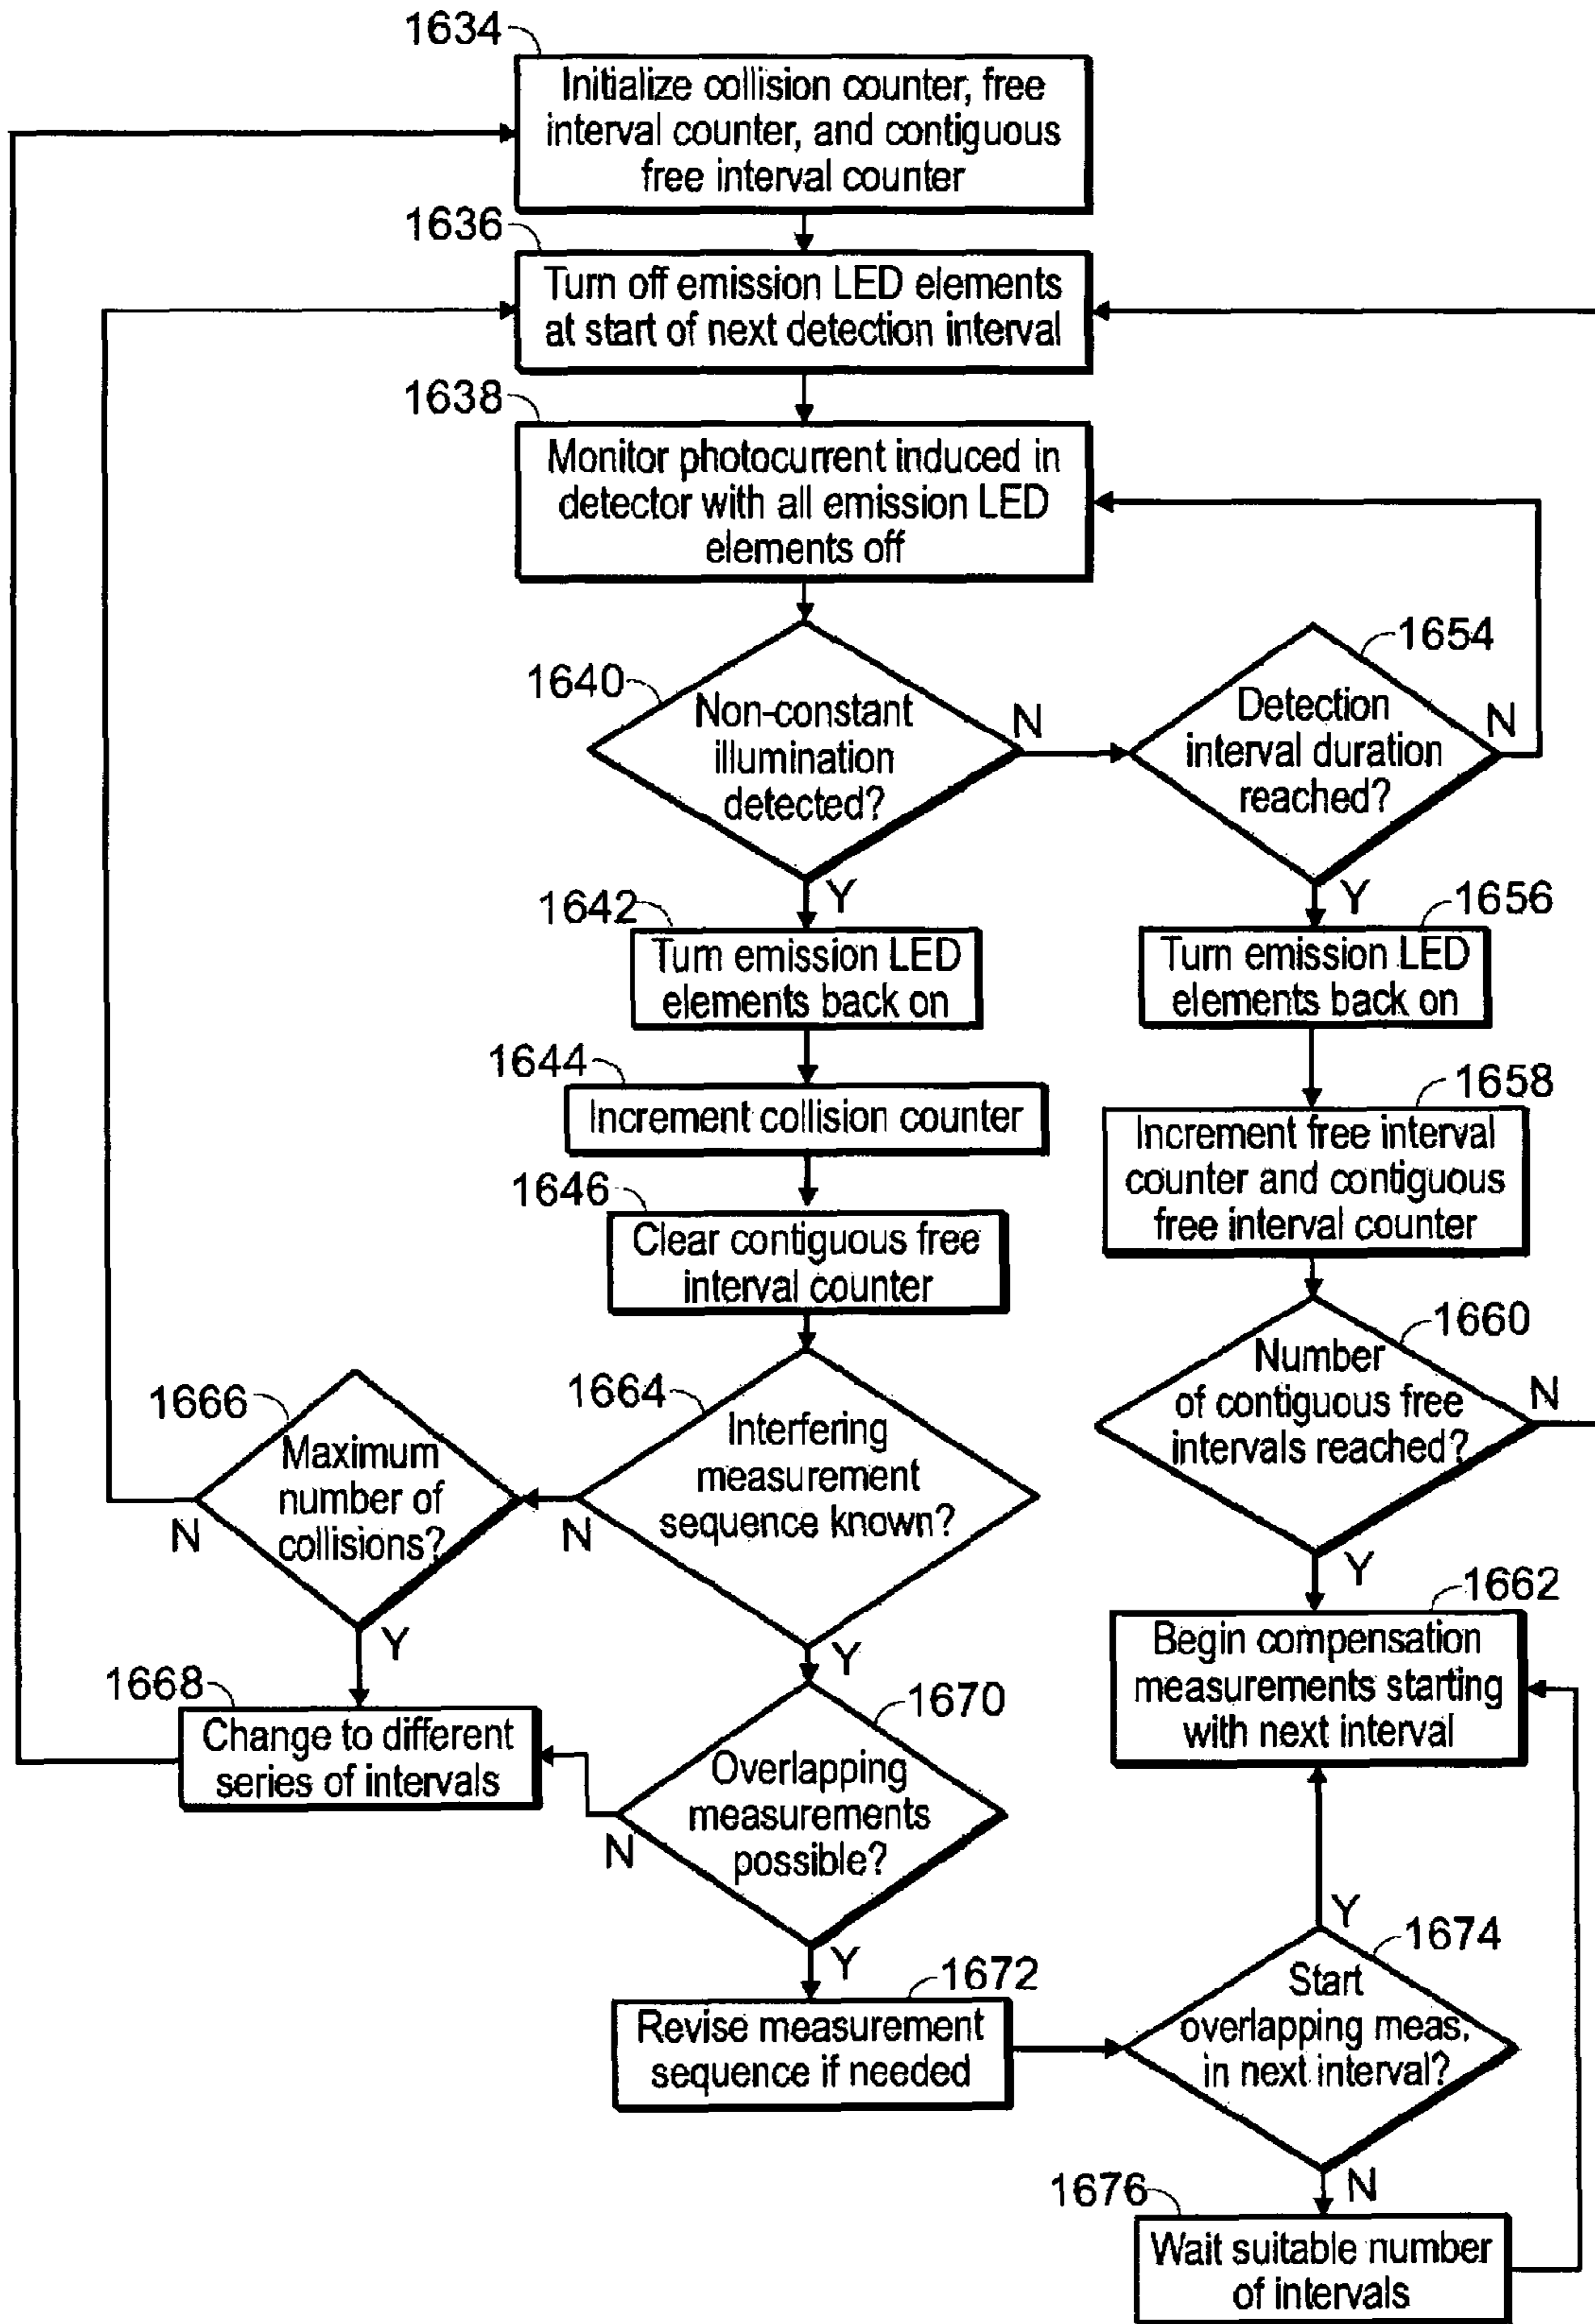 1634
Initialize collision counter, free
interval counter, and contiguous
free interval counter
1636
Turn off emission LED elements
at start of next detection interval
1638
Monitor photocurrent induced in
detector with all emission LED
elements off
1640
Non-constant
illumination
detected?
N
Y
1654
Detection
interval duration
reached?
N
Y
1642
Turn emission LED
elements back on
1656
Turn emission LED
elements back on
1644
Increment collision counter
1658
Increment free interval
counter and contiguous
free interval counter
1646
Clear contiguous free
interval counter
1660
Number
of contiguous free
intervals reached?
N
Y
1664
Interfering
measurement
sequence known?
N
Y
1666
Maximum
number of
collisions?
N
Y
1662
Begin compensation
measurements starting
with next interval
1668
Change to different
series of intervals
1670
Overlapping
measurements
possible?
N
Y
1672
Revise measurement
sequence if needed
1674
Start
overlapping meas.
in next interval?
Y
N
1676
Wait suitable number
of intervals